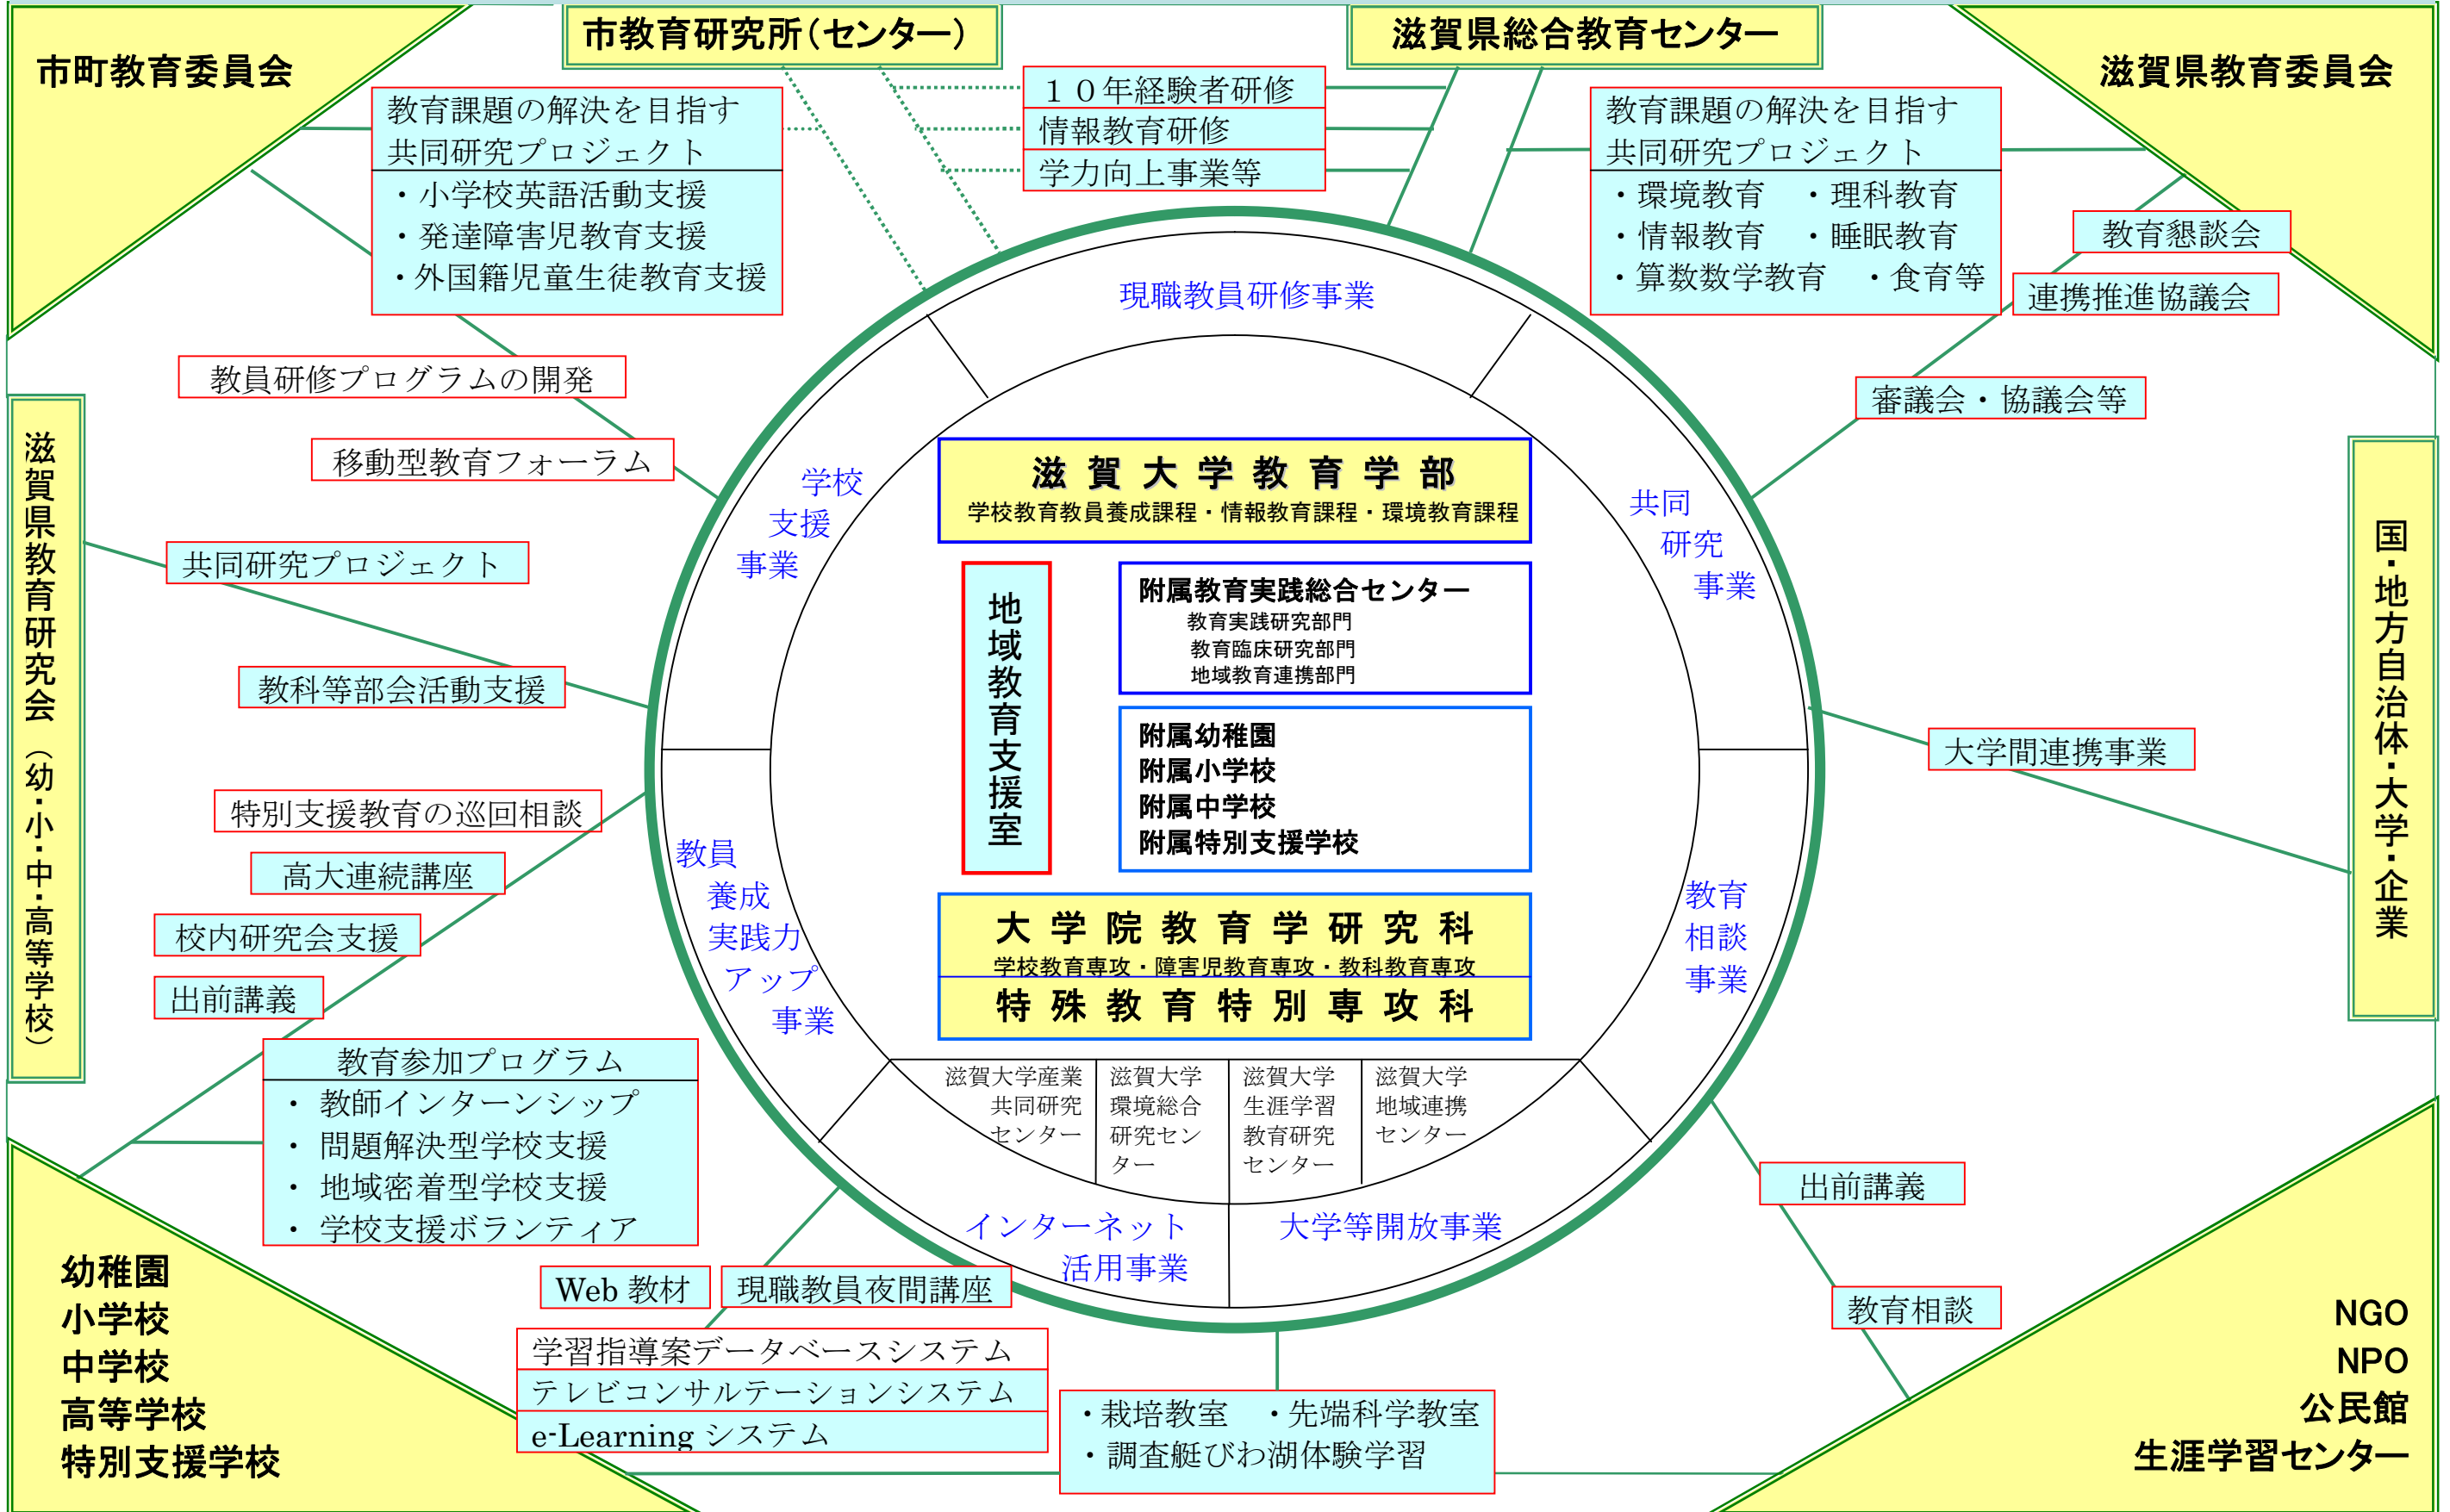 市町教育委員会
市教育研究所（センター）
滋賀県総合教育センター
滋賀県教育委員会
教育課題の解決を目指す
共同研究プロジェクト
・小学校英語活動支援
・発達障害児教育支援
・外国籍児童生徒教育支援
１０年経験者研修
情報教育研修
学力向上事業等
教育課題の解決を目指す
共同研究プロジェクト
・環境教育　・理科教育
・情報教育　・睡眠教育
・算数数学教育　・食育等
教育懇談会
連携推進協議会
審議会・協議会等
教員研修プログラムの開発
移動型教育フォーラム
滋賀県教育研究会（幼・小・中・高等学校）
共同研究プロジェクト
教科等部会活動支援
特別支援教育の巡回相談
高大連続講座
校内研究会支援
出前講義
教育参加プログラム
・ 教師インターンシップ
・ 問題解決型学校支援
・ 地域密着型学校支援
・ 学校支援ボランティア
幼稚園
小学校
中学校
高等学校
特別支援学校
現職教員研修事業
学校
支援
事業
共同
研究
事業
教員
養成
実践力
アップ
事業
教育
相談
事業
インターネット
活用事業
大学等開放事業
滋賀大学教育学部
学校教育教員養成課程・情報教育課程・環境教育課程
地域教育支援室
附属教育実践総合センター
教育実践研究部門
教育臨床研究部門
地域教育連携部門
附属幼稚園
附属小学校
附属中学校
附属特別支援学校
大学院教育学研究科
学校教育専攻・障害児教育専攻・教科教育専攻
特殊教育特別専攻科
滋賀大学産業
共同研究
センター
滋賀大学
環境総合
研究セン
ター
滋賀大学
生涯学習
教育研究
センター
滋賀大学
地域連携
センター
国・地方自治体・大学・企業
大学間連携事業
出前講義
教育相談
Web 教材
現職教員夜間講座
学習指導案データベースシステム
テレビコンサルテーションシステム
e-Learning システム
・栽培教室　・先端科学教室
・調査艇びわ湖体験学習
NGO
NPO
公民館
生涯学習センター